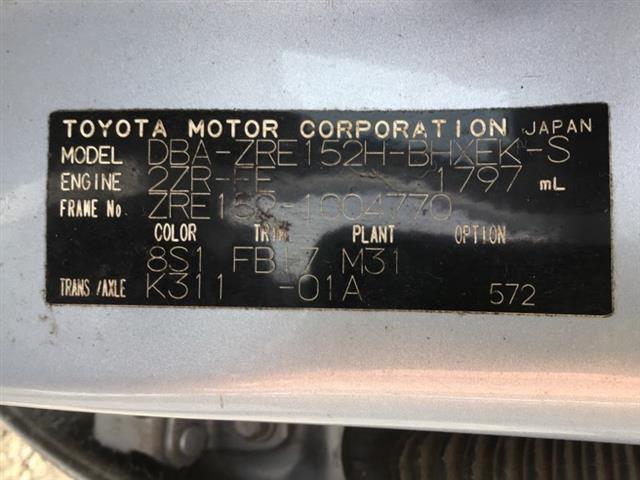 TOYOTA MOTOR CORPORATION JAPAN
MODEL DBA-ZRE152H-BHXEK-S
ENGINE 2ZR-FE 1797 mL
FRAME No ZRE152-1004770
COLOR TRIM PLANT OPTION
8S1 FB17 M31
TRANS/AXLE K311 -01A 572